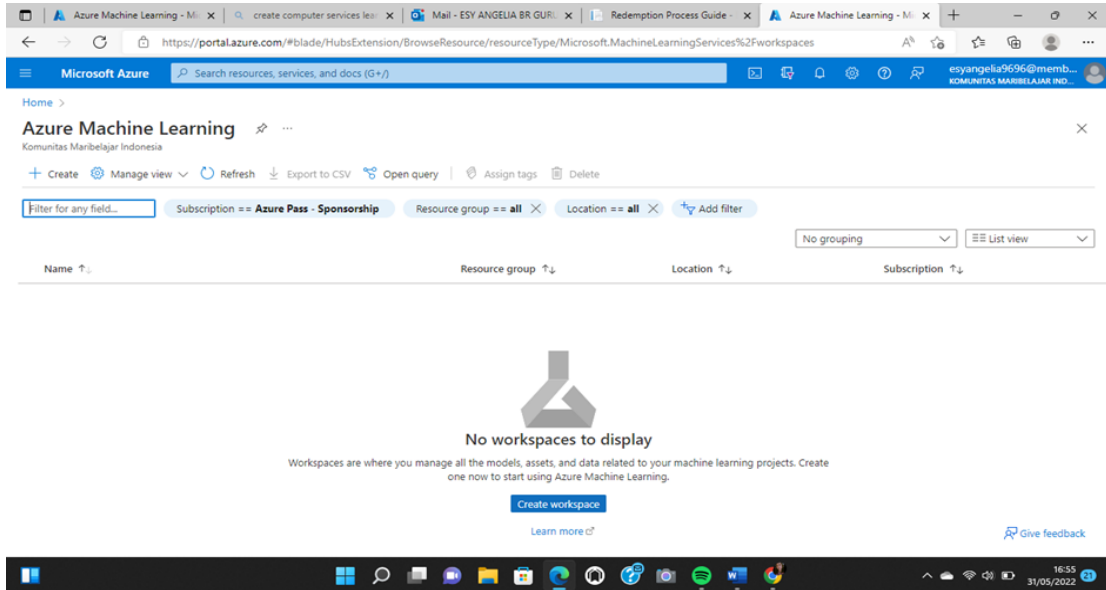 Azure Machine Learning - Mi
create computer services lear
Mail - ESY ANGELIA BR GURU
Redemption Process Guide -
Azure Machine Learning - Mi
https://portal.azure.com/#blade/HubsExtension/BrowseResource/resourceType/Microsoft.MachineLearningServices%2Fworkspaces
Microsoft Azure
Search resources, services, and docs (G+/)
esyangelia9696@memb...
KOMUNITAS MARIBELAJAR IND...
Home >
Azure Machine Learning
Komunitas Maribelajar Indonesia
Create Manage view Refresh Export to CSV Open query Assign tags Delete
Filter for any field...
Subscription == Azure Pass - Sponsorship
Resource group == all
Location == all
Add filter
No grouping
List view
Name Resource group Location Subscription
No workspaces to display
Workspaces are where you manage all the models, assets, and data related to your machine learning projects. Create
one now to start using Azure Machine Learning.
Create workspace
Learn more
Give feedback
16:55
31/05/2022
21